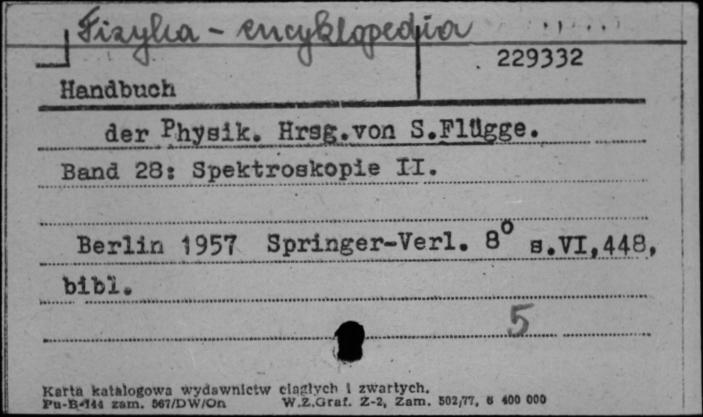 Fizyka - encyklopedia
229332
Handbuch
der Physik. Hrsg.von S.Flügge.
Band 28: Spektroskopie II.
Berlin 1957 Springer-Verl. 8° s.VI,448,
bibl.
5
Karta katalogowa wydawnictw ciągłych i zwartych.
Pu-B-144 zam. 567/DW/On W.Z.Graf. Z-2, Zam. 502/77, 6 400 000